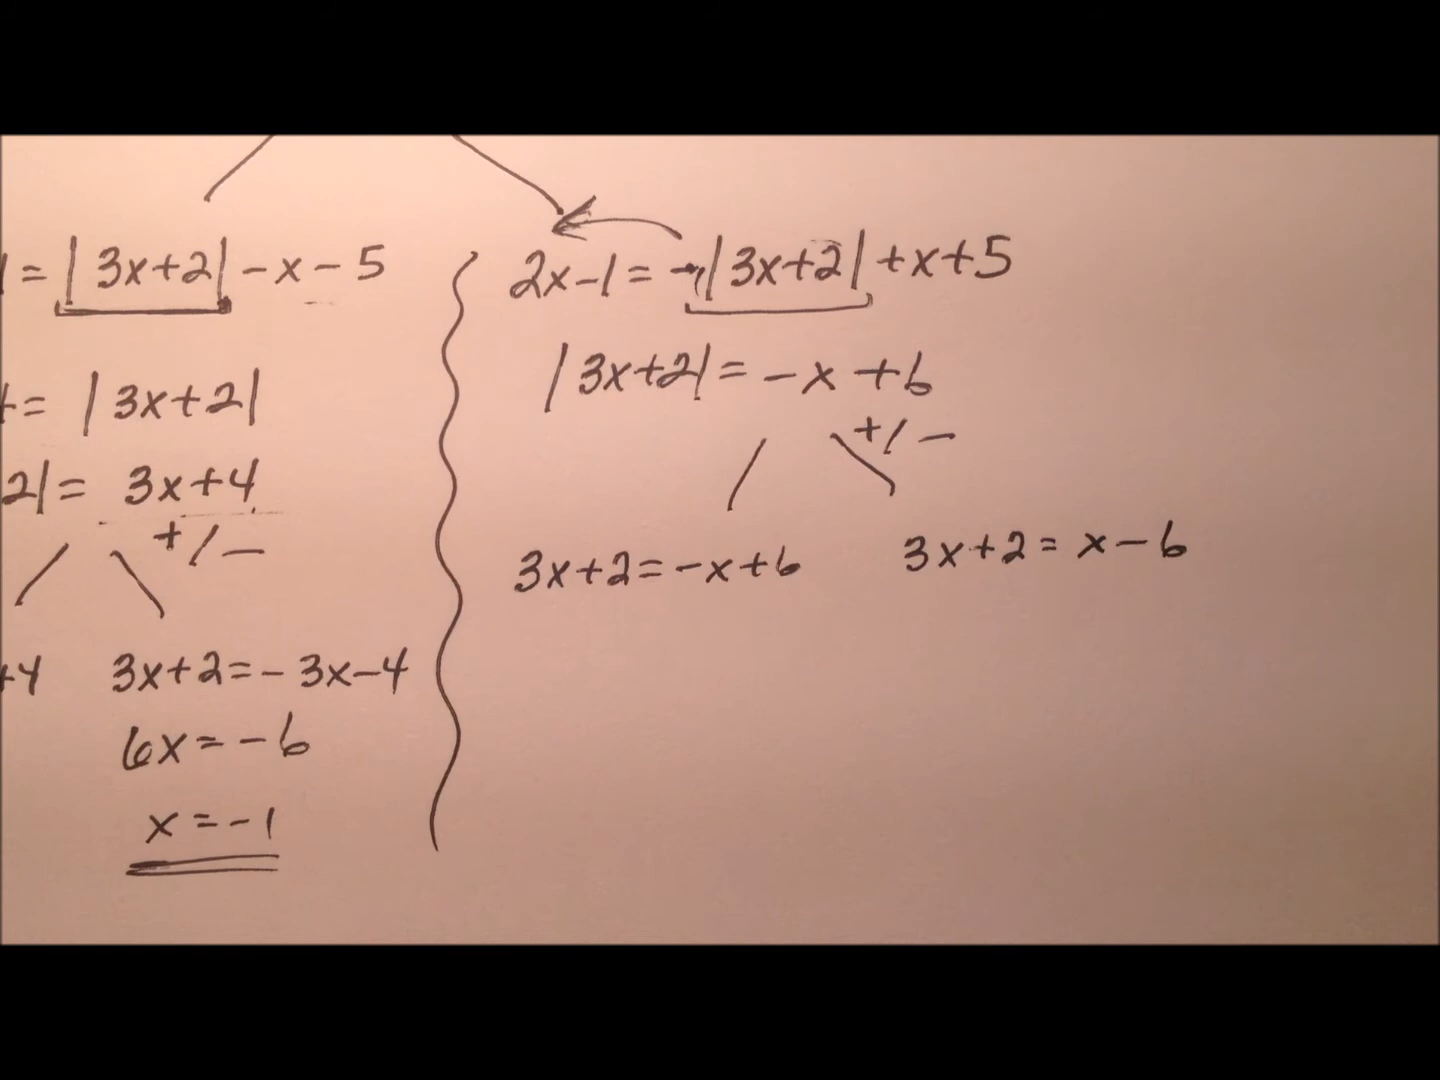 1 = |3x+2| - x - 5
2x-1 = -|3x+2| + x + 5
+ = |3x+2|
|3x+2| = -x + 6
2| = 3x+4
+/-
+/-
3x+2 = -x+6
3x+2 = x - 6
+4
3x+2 = -3x-4
6x = -6
x = -1